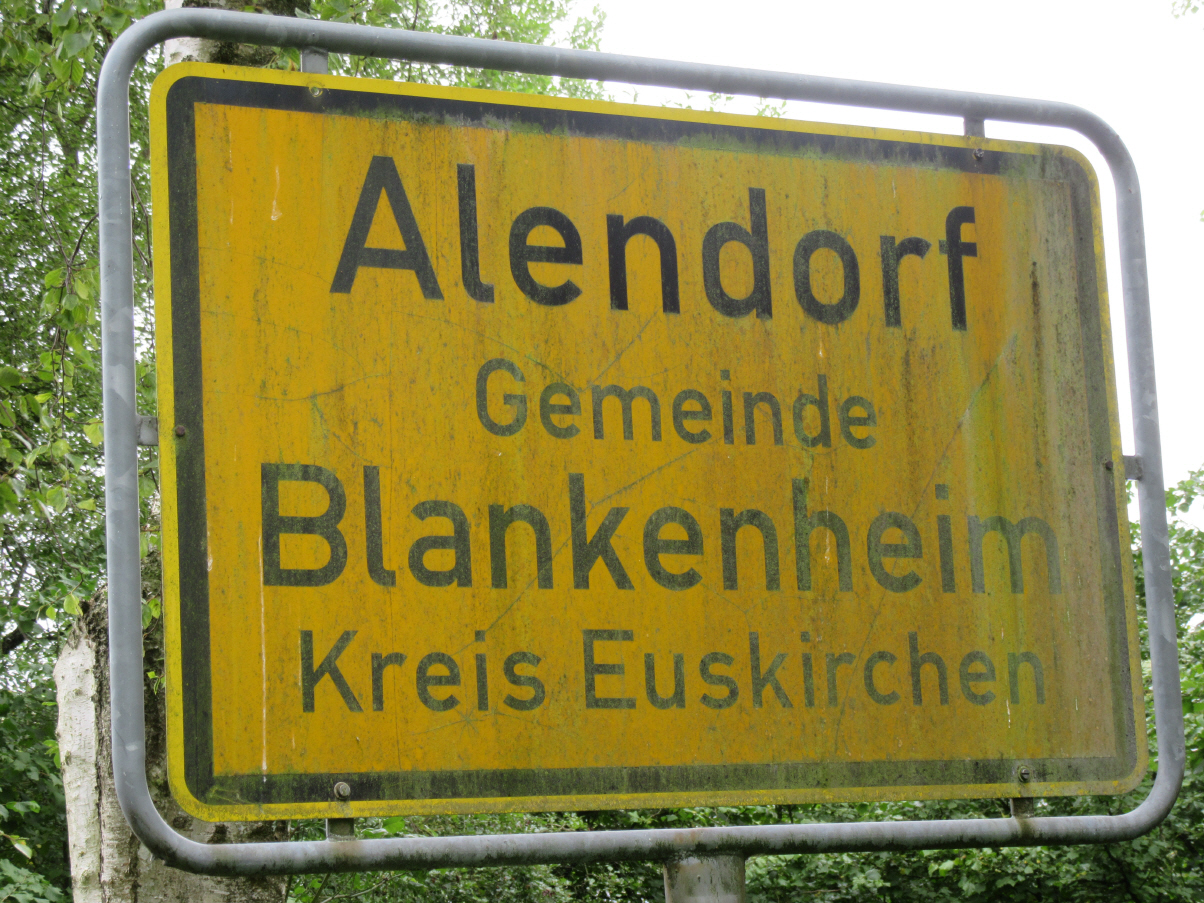 Alendorf
Gemeinde
Blankenheim
Kreis Euskirchen